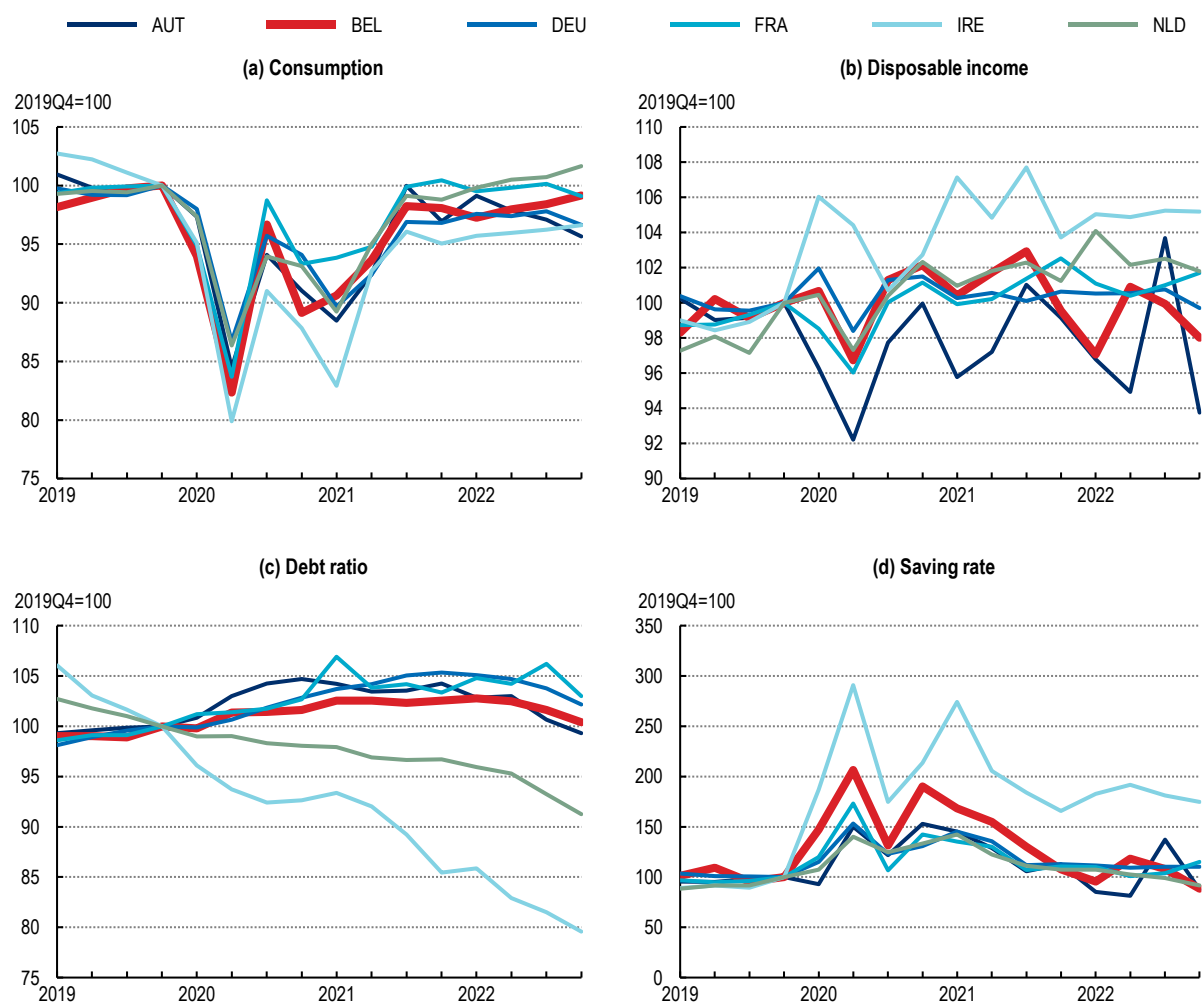 AUT BEL DEU FRA IRE NLD
(a) Consumption
2019Q4=100
105
100
95
90
85
80
75
2019 2020 2021 2022
(b) Disposable income
2019Q4=100
110
108
106
104
102
100
98
96
94
92
90
2019 2020 2021 2022
(c) Debt ratio
2019Q4=100
110
105
100
95
90
85
80
75
2019 2020 2021 2022
(d) Saving rate
2019Q4=100
350
300
250
200
150
100
50
0
2019 2020 2021 2022